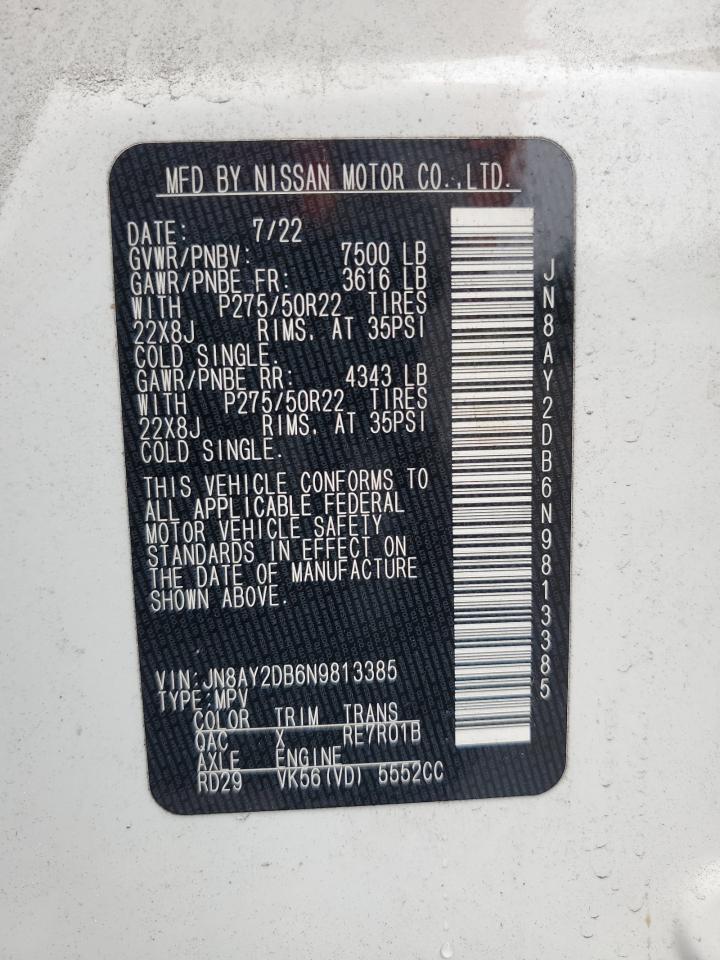 MFD BY NISSAN MOTOR CO.,LTD.
DATE: 7/22
GVWR/PNBV: 7500 LB
GAWR/PNBE FR: 3616 LB
WITH P275/50R22 TIRES
22X8J RIMS, AT 35PSI
COLD SINGLE.
GAWR/PNBE RR: 4343 LB
WITH P275/50R22 TIRES
22X8J RIMS, AT 35PSI
COLD SINGLE.
THIS VEHICLE CONFORMS TO
ALL APPLICABLE FEDERAL
MOTOR VEHICLE SAFETY
STANDARDS IN EFFECT ON
THE DATE OF MANUFACTURE
SHOWN ABOVE.
VIN:JN8AY2DB6N9813385
TYPE:MPV
COLOR TRIM TRANS
QAC X RE7R01B
AXLE ENGINE
RD29 VK56(VD) 5552CC
JN8AY2DB6N9813385